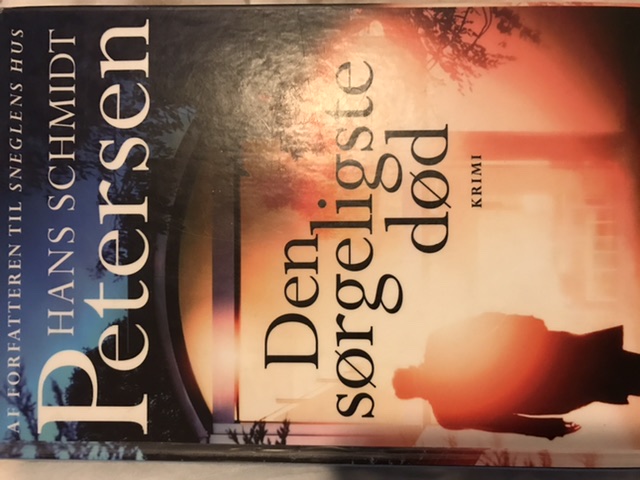 AF FORFATTEREN TIL SNEGLENS HUS
HANS SCHMIDT
Petersen
Den
sørgeligste
død
KRIMI